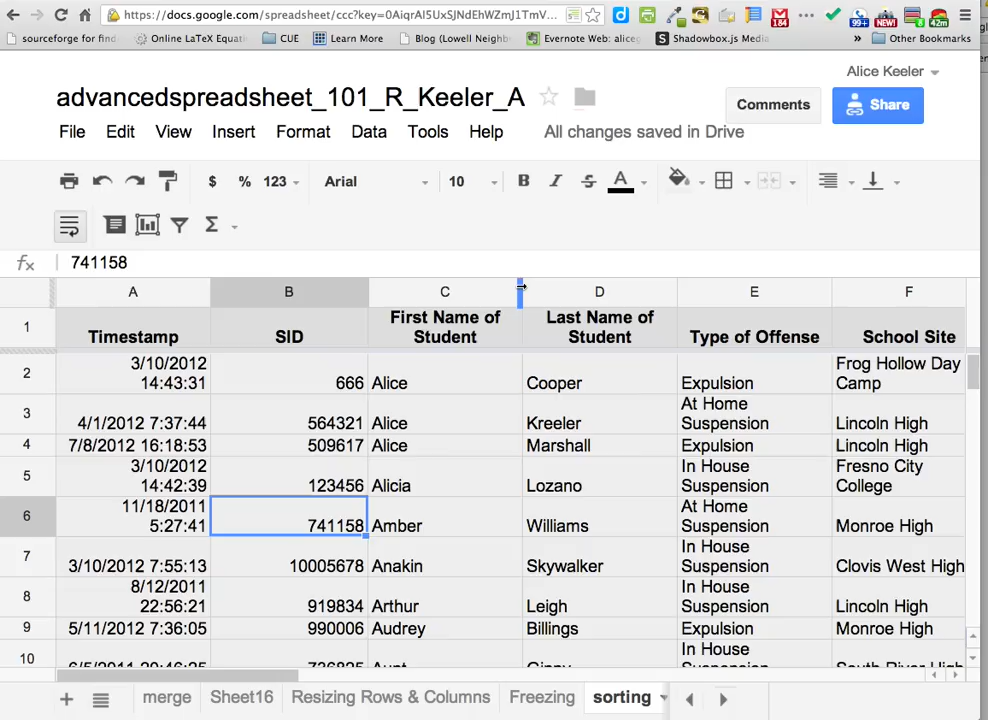 https://docs.google.com/spreadsheet/ccc?key=0AiqrAl5UxSJNdEhWZmJ1TmV...
184
99+
NEW!
42m
sourceforge for find
Online LaTeX Equati
CUE
Learn More
Blog (Lowell Neighb
Evernote Web: alice
S Shadowbox.js Media
»
Other Bookmarks
Alice Keeler
advancedspreadsheet_101_R_Keeler_A
Comments
Share
File Edit View Insert Format Data Tools Help All changes saved in Drive
$ % 123 Arial 10 B I S A
Σ
fx 741158
A B C D E F
1 Timestamp SID First Name of Student Last Name of Student Type of Offense School Site
2 3/10/2012 14:43:31 666 Alice Cooper Expulsion Frog Hollow Day Camp
3 4/1/2012 7:37:44 564321 Alice Kreeler At Home Suspension Lincoln High
4 7/8/2012 16:18:53 509617 Alice Marshall Expulsion Lincoln High
5 3/10/2012 14:42:39 123456 Alicia Lozano In House Suspension Fresno City College
6 11/18/2011 5:27:41 741158 Amber Williams At Home Suspension Monroe High
7 3/10/2012 7:55:13 10005678 Anakin Skywalker In House Suspension Clovis West High
8 8/12/2011 22:56:21 919834 Arthur Leigh In House Suspension Lincoln High
9 5/11/2012 7:36:05 990006 Audrey Billings Expulsion Monroe High
10 In House
merge Sheet16 Resizing Rows & Columns Freezing sorting